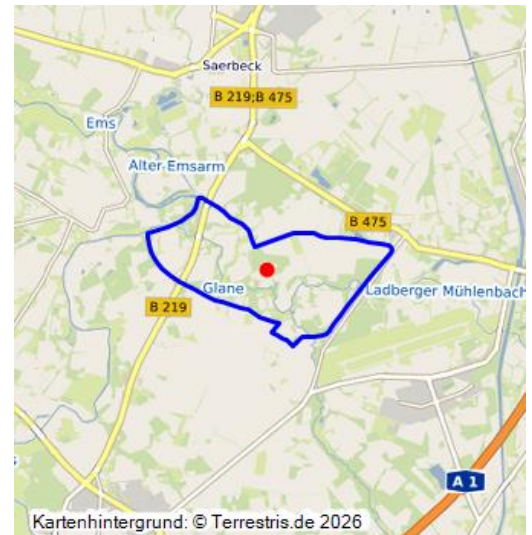 Saerbeck
B 219;B 475
Ems
Alter-Emsarm
B 475
Glane
Ladberger Mühlenbach
B 219
A 1
Kartenhintergrund: © Terrestris.de 2026